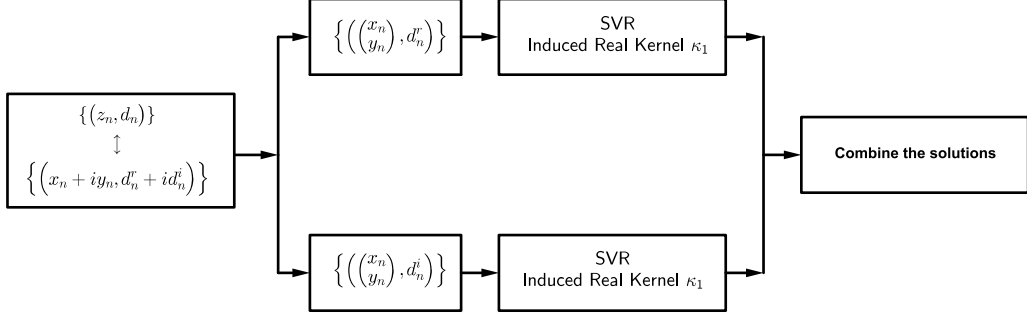 {(z_n, d_n)}
↕
{(x_n + iy_n, d_n^r + id_n^i)}
{((x_n y_n), d_n^r)}
SVR
Induced Real Kernel κ_1
Combine the solutions
{((x_n y_n), d_n^i)}
SVR
Induced Real Kernel κ_1